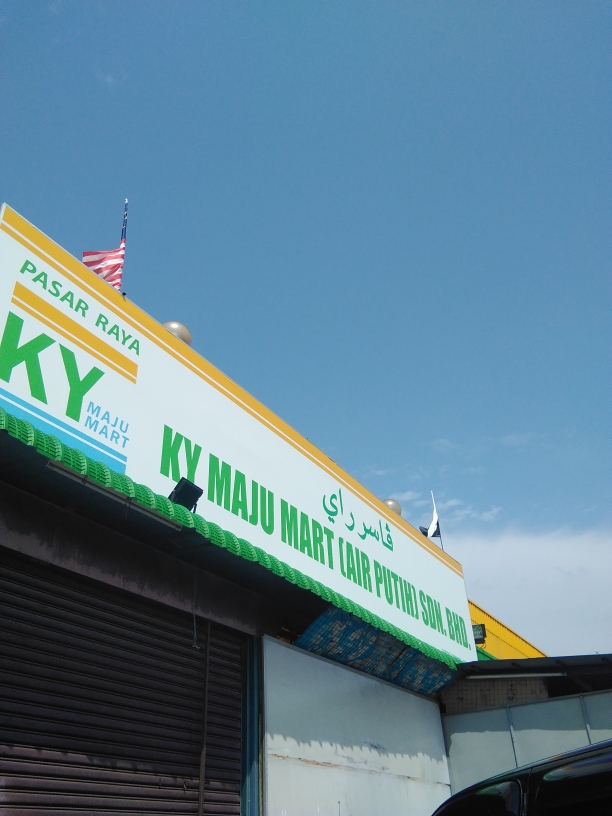 PASAR RAYA
KY
MAJU
MART
ڤاسر راي
KY MAJU MART (AIR PUTIH) SDN. BHD.